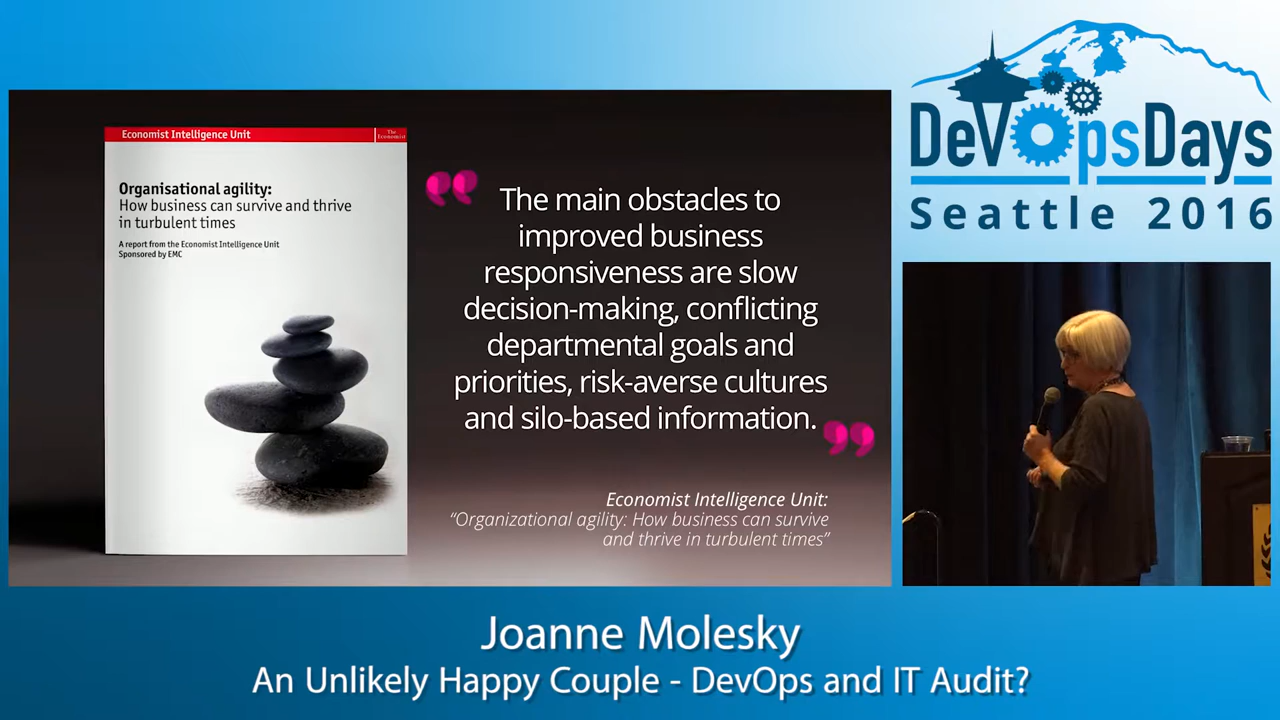 Economist Intelligence Unit
The
Economist
Organisational agility:
How business can survive and thrive
in turbulent times
A report from the Economist Intelligence Unit
Sponsored by EMC
“
The main obstacles to
improved business
responsiveness are slow
decision-making, conflicting
departmental goals and
priorities, risk-averse cultures
and silo-based information.
”
Economist Intelligence Unit:
“Organizational agility: How business can survive
and thrive in turbulent times”
DevOpsDays
Seattle 2016
Joanne Molesky
An Unlikely Happy Couple - DevOps and IT Audit?